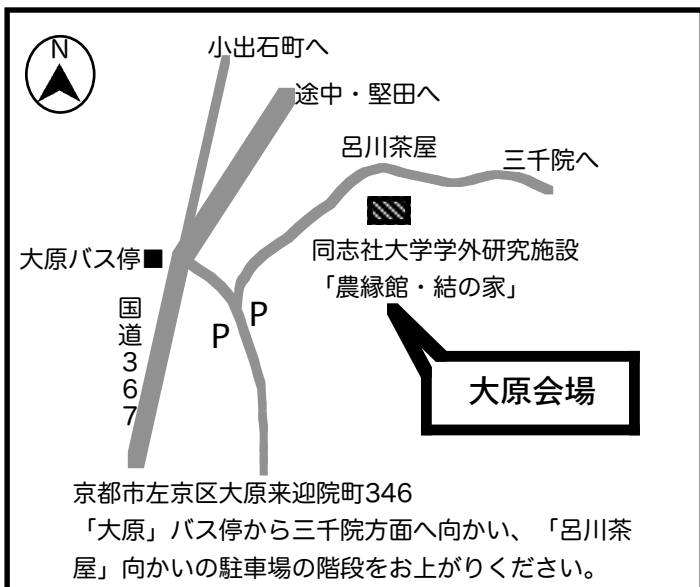 N
小出石町へ
途中・堅田へ
呂川茶屋
三千院へ
大原バス停■
同志社大学学外研究施設
「農縁館・結の家」
国道367
P
P
大原会場
京都市左京区大原来迎院町346
「大原」バス停から三千院方面へ向かい、「呂川茶
屋」向かいの駐車場の階段をお上がりください。